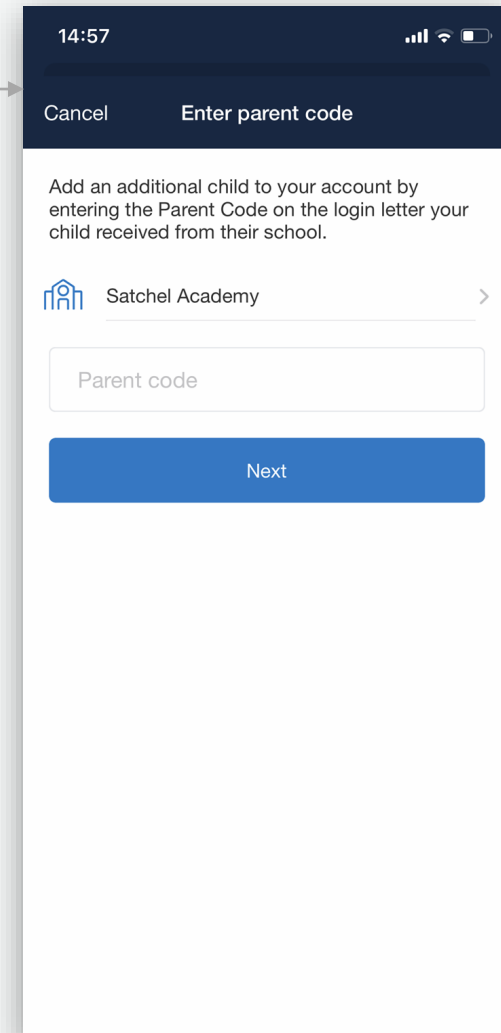 14:57
Cancel
Enter parent code
Add an additional child to your account by
entering the Parent Code on the login letter your
child received from their school.
Satchel Academy
Parent code
Next